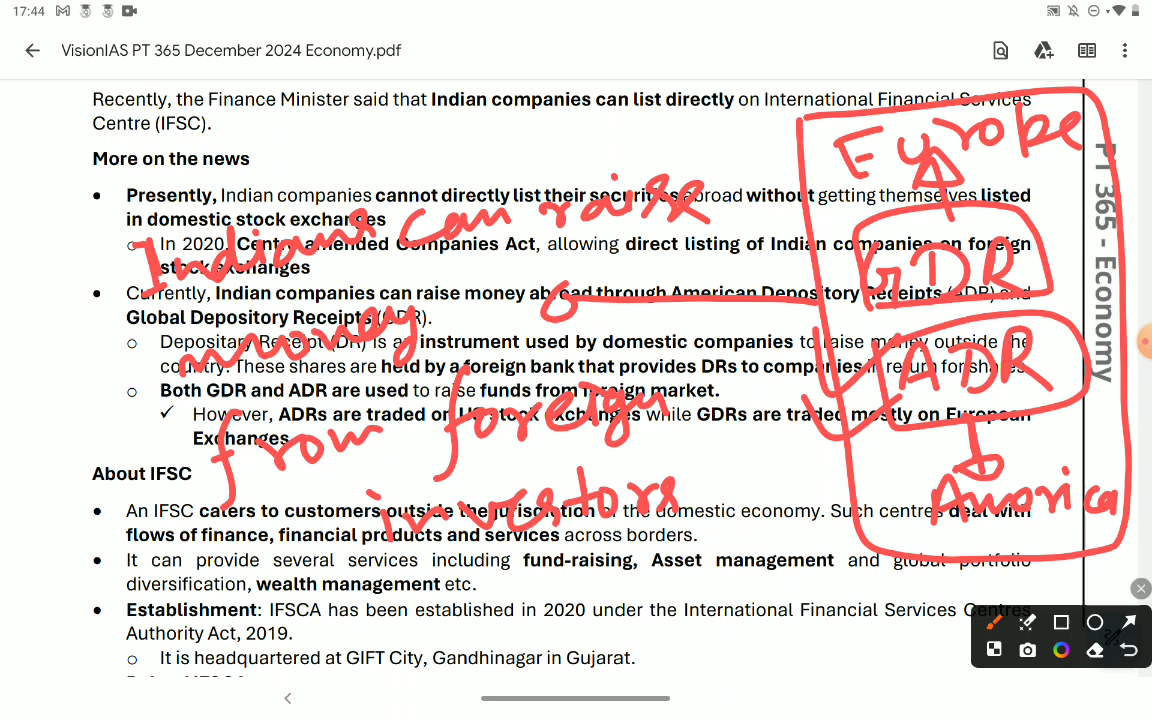 17:44
VisionIAS PT 365 December 2024 Economy.pdf
Recently, the Finance Minister said that Indian companies can list directly on International Financial Services
Centre (IFSC).
More on the news
• Presently, Indian companies cannot directly list their securities abroad without getting themselves listed
in domestic stock exchanges
o In 2020, Centre amended Companies Act, allowing direct listing of Indian companies on foreign
stock exchanges
• Currently, Indian companies can raise money abroad through American Depository Receipts (ADR) and
Global Depository Receipts (GDR).
o Depositary Receipt (DR) is an instrument used by domestic companies to raise money outside the
country. These shares are held by a foreign bank that provides DRs to companies in return for shares
o Both GDR and ADR are used to raise funds from foreign market.
✓ However, ADRs are traded on US stock exchanges while GDRs are traded mostly on European
Exchanges
About IFSC
• An IFSC caters to customers outside the jurisdiction of the domestic economy. Such centres deal with
flows of finance, financial products and services across borders.
• It can provide several services including fund-raising, Asset management and global portfolio
diversification, wealth management etc.
• Establishment: IFSCA has been established in 2020 under the International Financial Services Centres
Authority Act, 2019.
o It is headquartered at GIFT City, Gandhinagar in Gujarat.
PT 365 - Economy
Indians can raise
money
from foreign
investors
Europe
GDR
ADR
America